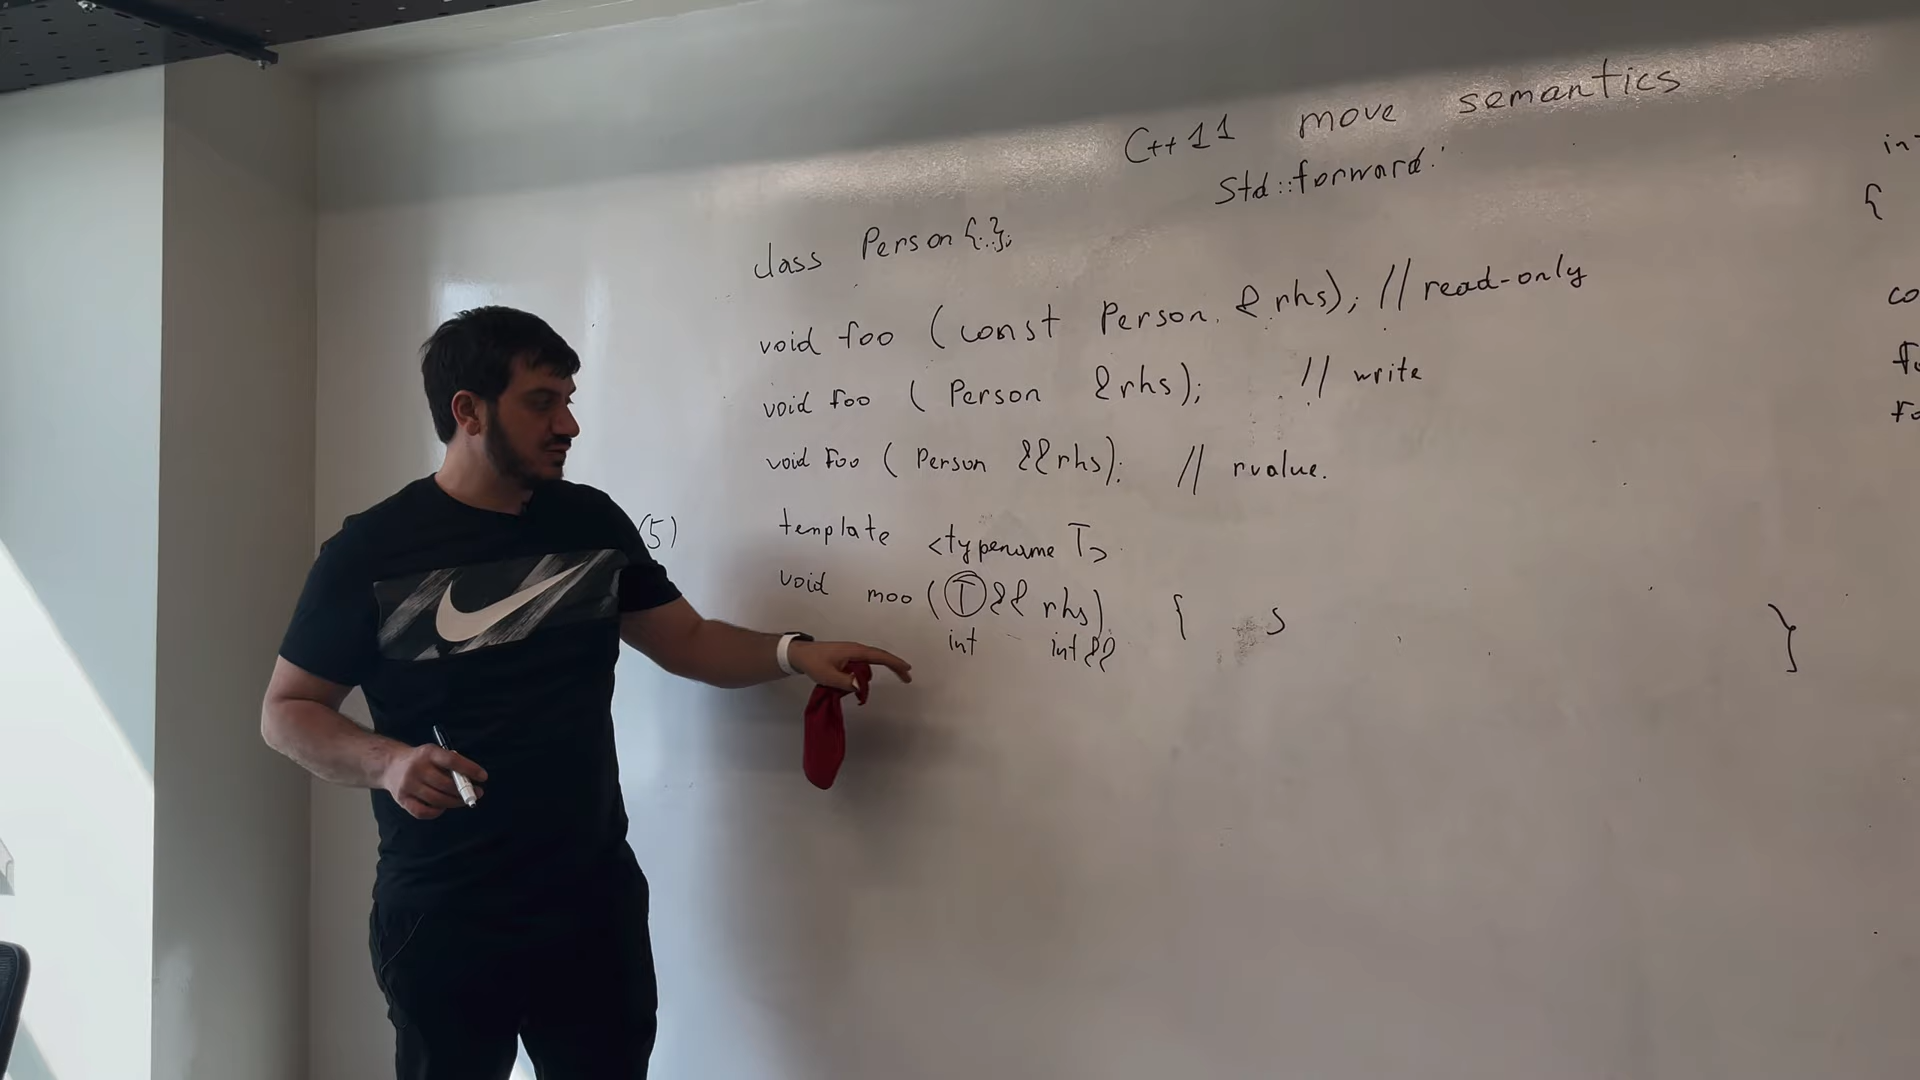 C++11 move semantics
std::forward
class Person{..};
void foo (const Person &rhs); // read-only
void foo ( Person &rhs); // write
void foo ( Person &&rhs); // rvalue.
(5) template <typename T>
void moo (T&& rhs) { s }
int int&&
{